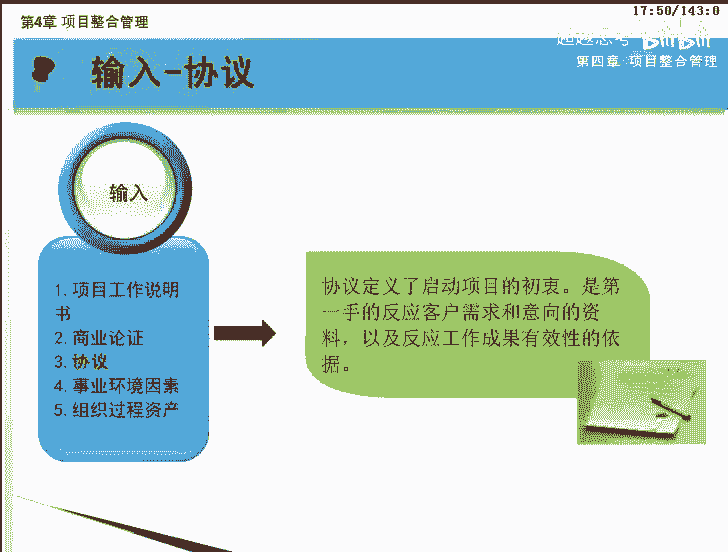 第4章 项目整合管理
17:50/143:0
bilibili
第四章 项目整合管理
输入-协议
输入
1. 项目工作说明
书
2. 商业论证
3. 协议
4. 事业环境因素
5. 组织过程资产
协议定义了启动项目的初衷。是第
一手的反应客户需求和意向的资
料，以及反应工作成果有效性的依
据。